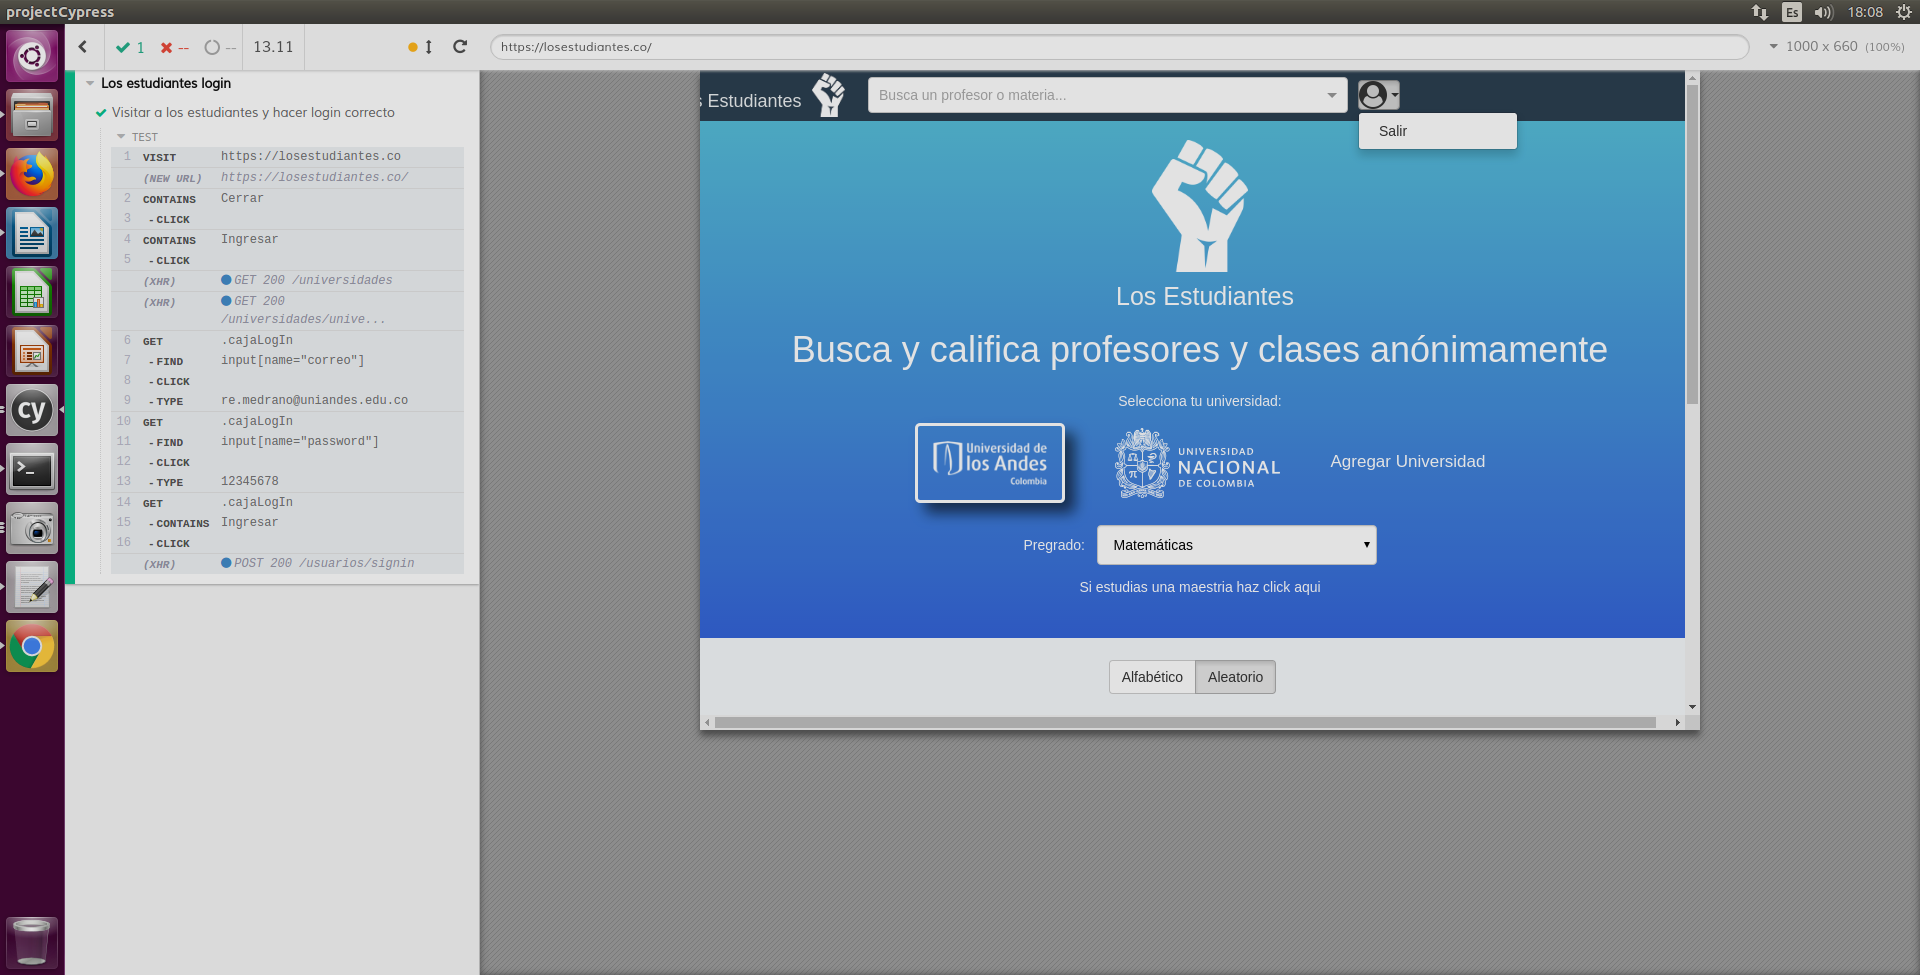 projectCypress
Es
18:08
1
--
--
13.11
https://losestudiantes.co/
1000 x 660 (100%)
Los estudiantes login
Visitar a los estudiantes y hacer login correcto
TEST
1 VISIT https://losestudiantes.co
(NEW URL) https://losestudiantes.co/
2 CONTAINS Cerrar
3 -CLICK
4 CONTAINS Ingresar
5 -CLICK
(XHR) GET 200 /universidades
(XHR) GET 200
/universidades/unive...
6 GET .cajaLogIn
7 -FIND input[name="correo"]
8 -CLICK
9 -TYPE re.medrano@uniandes.edu.co
10 GET .cajaLogIn
11 -FIND input[name="password"]
12 -CLICK
13 -TYPE 12345678
14 GET .cajaLogIn
15 -CONTAINS Ingresar
16 -CLICK
(XHR) POST 200 /usuarios/signin
cy
Estudiantes
Busca un profesor o materia...
Salir
Los Estudiantes
Busca y califica profesores y clases anónimamente
Selecciona tu universidad:
Universidad de
los Andes
Colombia
UNIVERSIDAD
NACIONAL
DE COLOMBIA
Agregar Universidad
Pregrado: Matemáticas
Si estudias una maestria haz click aqui
Alfabético Aleatorio